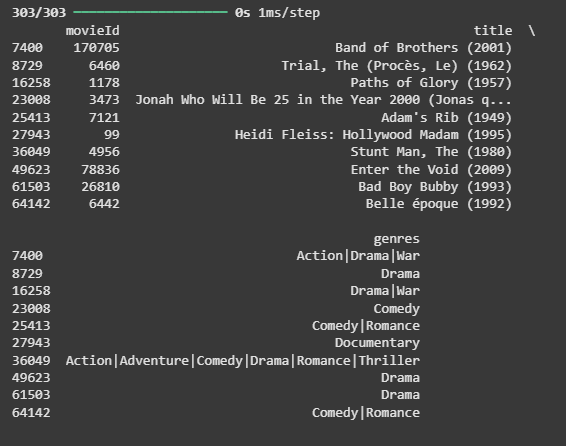 303/303 ━━━━━━━━━━━━━━━━━━━━ 0s 1ms/step
movieId title \
7400 170705 Band of Brothers (2001)
8729 6460 Trial, The (Procès, Le) (1962)
16258 1178 Paths of Glory (1957)
23008 3473 Jonah Who Will Be 25 in the Year 2000 (Jonas q...
25413 7121 Adam's Rib (1949)
27943 99 Heidi Fleiss: Hollywood Madam (1995)
36049 4956 Stunt Man, The (1980)
49623 78836 Enter the Void (2009)
61503 26810 Bad Boy Bubby (1993)
64142 6442 Belle époque (1992)
genres
7400 Action|Drama|War
8729 Drama
16258 Drama|War
23008 Comedy
25413 Comedy|Romance
27943 Documentary
36049 Action|Adventure|Comedy|Drama|Romance|Thriller
49623 Drama
61503 Drama
64142 Comedy|Romance